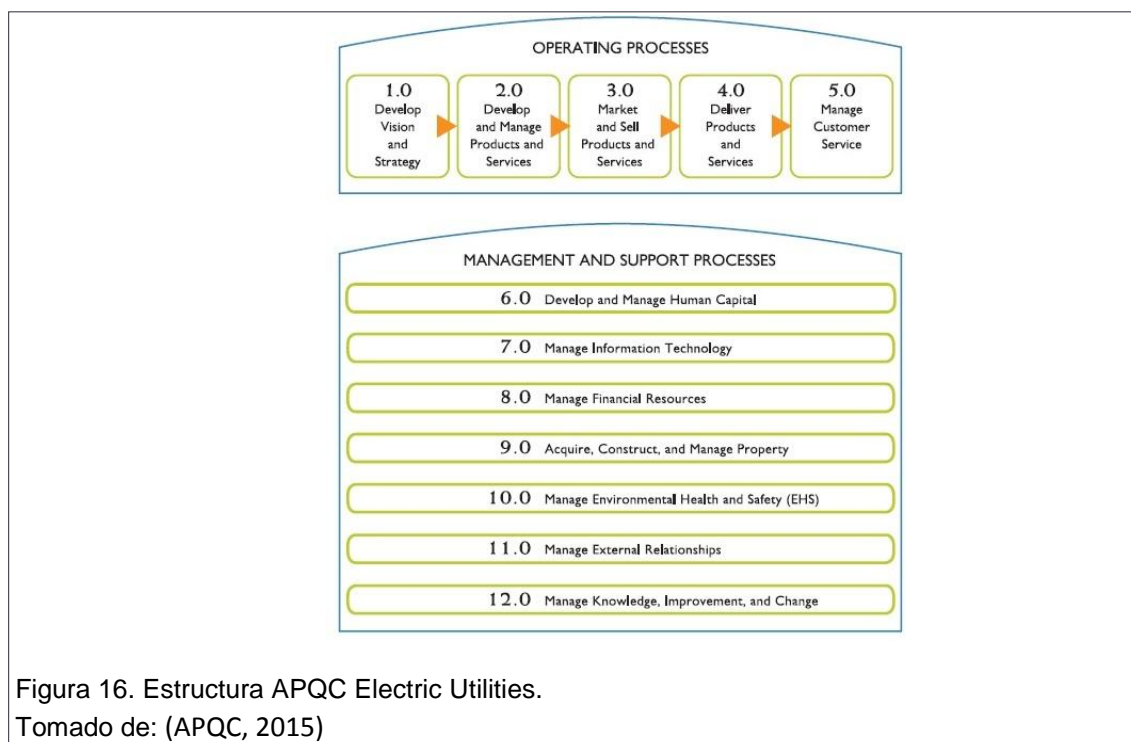 OPERATING PROCESSES
1.0
Develop
Vision
and
Strategy
2.0
Develop
and Manage
Products and
Services
3.0
Market
and Sell
Products and
Services
4.0
Deliver
Products
and
Services
5.0
Manage
Customer
Service
MANAGEMENT AND SUPPORT PROCESSES
6.0 Develop and Manage Human Capital
7.0 Manage Information Technology
8.0 Manage Financial Resources
9.0 Acquire, Construct, and Manage Property
10.0 Manage Environmental Health and Safety (EHS)
11.0 Manage External Relationships
12.0 Manage Knowledge, Improvement, and Change
Figura 16. Estructura APQC Electric Utilities.
Tomado de: (APQC, 2015)